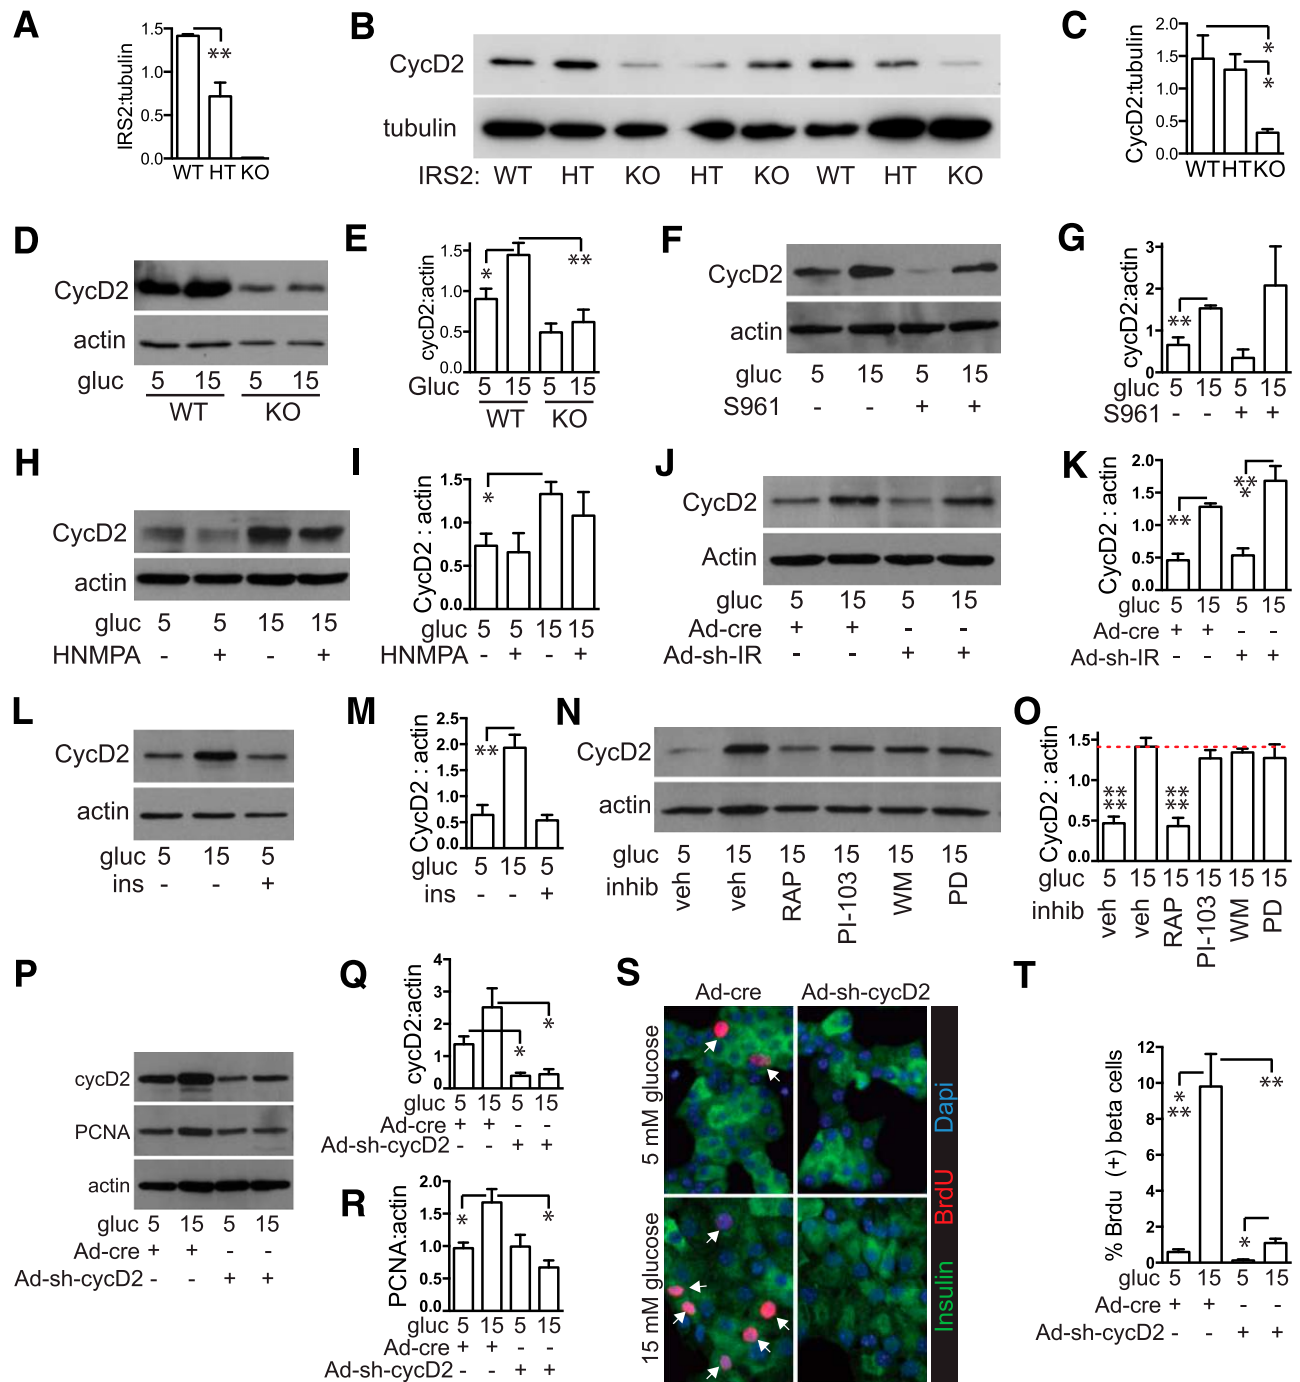 A
IRS2:tubulin
1.5
1.0
0.5
0.0
**
WT HT KO
B
CycD2
tubulin
IRS2: WT HT KO HT KO WT HT KO
C
CycD2:tubulin
2.0
1.5
1.0
0.5
0.0
*
*
WT HT KO
D
CycD2
actin
gluc 5 15 5 15
WT KO
E
cycD2:actin
1.5
1.0
0.5
0.0
* **
Gluc 5 15 5 15
WT KO
F
CycD2
actin
gluc 5 15 5 15
S961 - - + +
G
cycD2:actin
3
2
1
0
**
gluc 5 15 5 15
S961 - - + +
H
CycD2
actin
gluc 5 5 15 15
HNMPA - + - +
I
CycD2 : actin
1.5
1.0
0.5
0.0
*
gluc 5 5 15 15
HNMPA - + - +
J
CycD2
Actin
gluc 5 15 5 15
Ad-cre + + - -
Ad-sh-IR - - + +
K
CycD2 : actin
2.0
1.5
1.0
0.5
0.0
**
**
*
gluc 5 15 5 15
Ad-cre + + - -
Ad-sh-IR - - + +
L
CycD2
actin
gluc 5 15 5
ins - - +
M
CycD2 : actin
2.5
2.0
1.5
1.0
0.5
0.0
**
gluc 5 15 5
ins - - +
N
CycD2
actin
gluc 5 15 15 15 15 15
inhib veh veh RAP PI-103 WM PD
O
CycD2 : actin
1.5
1.0
0.5
0.0
** **
** **
gluc 5 15 15 15 15 15
inhib veh veh RAP PI-103 WM PD
P
cycD2
PCNA
actin
gluc 5 15 5 15
Ad-cre + + - -
Ad-sh-cycD2 - - + +
Q
cycD2:actin
4
3
2
1
0
*
*
gluc 5 15 5 15
Ad-cre + + - -
Ad-sh-cycD2 - - + +
R
PCNA:actin
2.0
1.5
1.0
0.5
0.0
* *
gluc 5 15 5 15
Ad-cre + + - -
Ad-sh-cycD2 - - + +
S
Ad-cre Ad-sh-cycD2
5 mM glucose
15 mM glucose
Insulin BrdU Dapi
T
% Brdu (+) beta cells
12
10
8
6
4
2
0
*
**
**
*
gluc 5 15 5 15
Ad-cre + + - -
Ad-sh-cycD2 - - + +